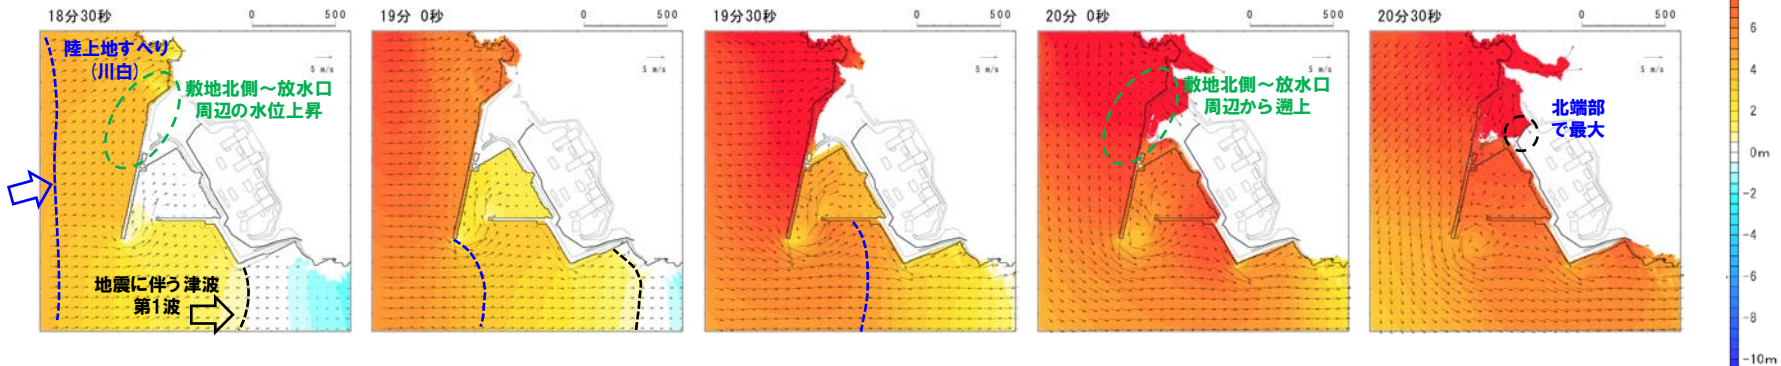 18分30秒
0 500
陸上地すべり
(川白)
敷地北側～放水口
周辺の水位上昇
5 m/s
地震に伴う津波
第1波
19分 0秒
0 500
5 m/s
19分30秒
0 500
5 m/s
20分 0秒
0 500
5 m/s
敷地北側～放水口
周辺から遡上
20分30秒
0 500
5 m/s
北端部
で最大
6
4
2
0m
-2
-4
-6
-8
-10m